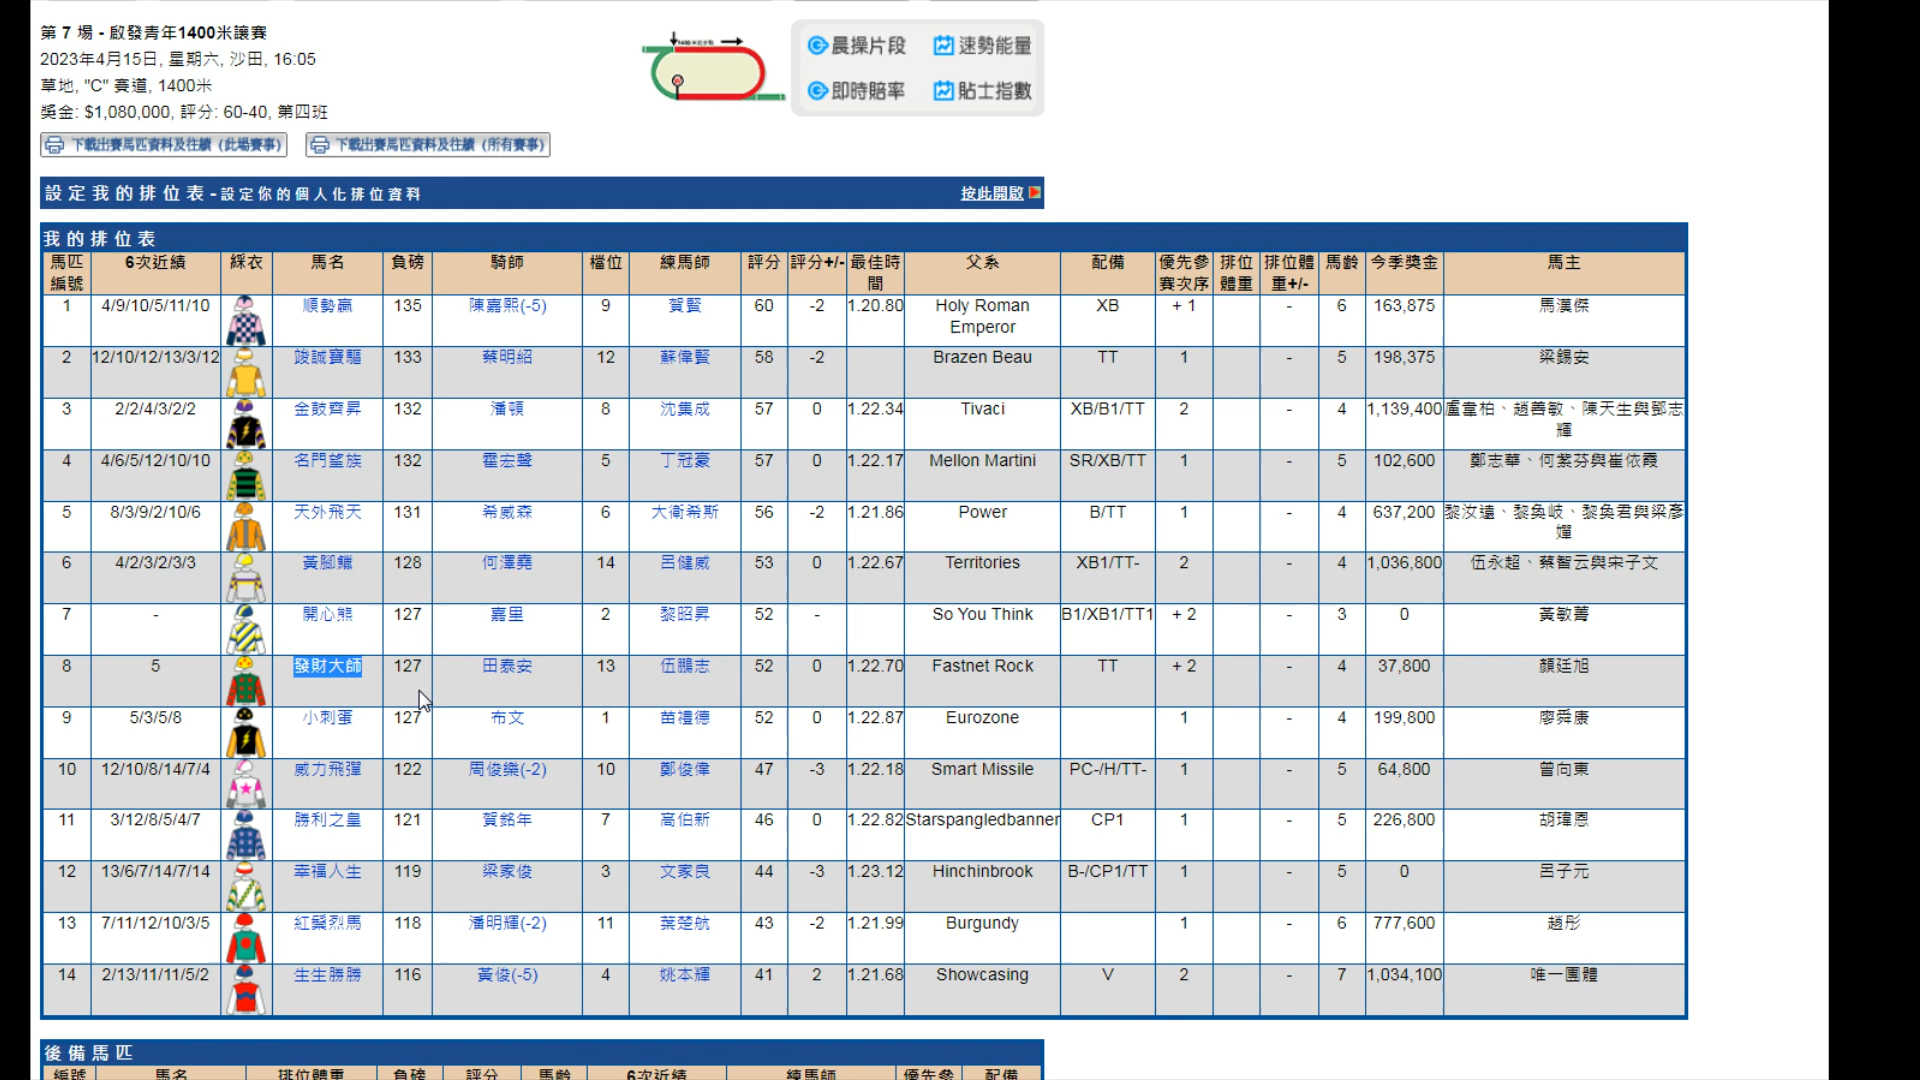 第 7 場 - 啟發青年1400米讓賽
2023年4月15日, 星期六, 沙田, 16:05
草地, "C" 賽道, 1400米
獎金: $1,080,000, 評分: 60-40, 第四班
晨操片段 速勢能量
即時賠率 貼士指數
下載出賽馬匹資料及往績 (此場賽事) 下載出賽馬匹資料及往績 (所有賽事)
設定我的排位表-設定你的個人化排位資料 按此開啟
我的排位表
馬匹編號 6次近績 綵衣 馬名 負磅 騎師 檔位 練馬師 評分 評分+/- 最佳時間 父系 配備 優先參賽次序 排位體重 排位體重+/- 馬齡 今季獎金 馬主
1 4/9/10/5/11/10 順勢贏 135 陳嘉熙(-5) 9 賀賢 60 -2 1.20.80 Holy Roman Emperor XB + 1 - 6 163,875 馬漢傑
2 12/10/12/13/3/12 竣誠寶驅 133 蔡明紹 12 蘇偉賢 58 -2 Brazen Beau TT 1 - 5 198,375 梁錫安
3 2/2/4/3/2/2 金鼓齊昇 132 潘頓 8 沈集成 57 0 1.22.34 Tivaci XB/B1/TT 2 - 4 1,139,400 盧韋柏、趙善敏、陳天生與鄧志輝
4 4/6/5/12/10/10 名門望族 132 霍宏聲 5 丁冠豪 57 0 1.22.17 Mellon Martini SR/XB/TT 1 - 5 102,600 鄭志華、何紫芬與崔依霞
5 8/3/9/2/10/6 天外飛天 131 希威森 6 大衛希斯 56 -2 1.21.86 Power B/TT 1 - 4 637,200 黎汝遠、黎奐岐、黎奐君與梁彥嬋
6 4/2/3/2/3/3 黃腳鱲 128 何澤堯 14 呂健威 53 0 1.22.67 Territories XB1/TT- 2 - 4 1,036,800 伍永超、蔡智云與宋子文
7 - 開心熊 127 嘉里 2 黎昭昇 52 - So You Think B1/XB1/TT1 + 2 - 3 0 黃敏菁
8 5 發財大師 127 田泰安 13 伍鵬志 52 0 1.22.70 Fastnet Rock TT + 2 - 4 37,800 顏廷旭
9 5/3/5/8 小刺蛋 127 布文 1 苗禮德 52 0 1.22.87 Eurozone 1 - 4 199,800 廖舜康
10 12/10/8/14/7/4 威力飛彈 122 周俊樂(-2) 10 鄭俊偉 47 -3 1.22.18 Smart Missile PC-/H/TT- 1 - 5 64,800 曾向東
11 3/12/8/5/4/7 勝利之皇 121 賀銘年 7 高伯新 46 0 1.22.82 Starspangledbanner CP1 1 - 5 226,800 胡瑋恩
12 13/6/7/14/7/14 幸福人生 119 梁家俊 3 文家良 44 -3 1.23.12 Hinchinbrook B-/CP1/TT 1 - 5 0 呂子元
13 7/11/12/10/3/5 紅鬃烈馬 118 潘明輝(-2) 11 葉楚航 43 -2 1.21.99 Burgundy 1 - 6 777,600 趙彤
14 2/13/11/11/5/2 生生勝勝 116 黃俊(-5) 4 姚本輝 41 2 1.21.68 Showcasing V 2 - 7 1,034,100 唯一團體
後備馬匹
編號 馬名 排位體重 負磅 評分 馬齡 6次近績 練馬師 優先參 配備